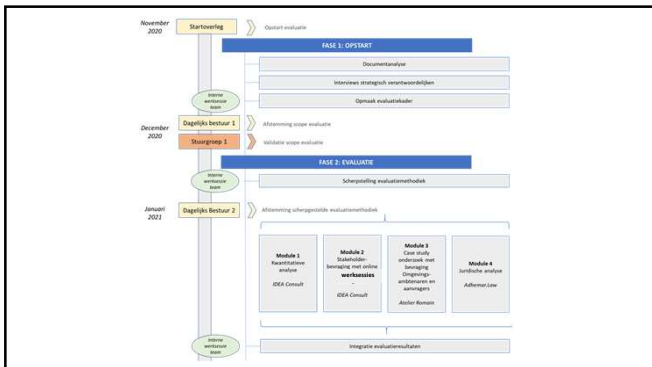 November
2020
Startoverleg
Opstart evaluatie
FASE 1: OPSTART
Documentanalyse
Interviews strategisch verantwoordelijken
Interne
werksessie
team
Opmaak evaluatiekader
December
2020
Dagelijks bestuur 1
Afstemming scope evaluatie
Stuurgroep 1
Validatie scope evaluatie
FASE 2: EVALUATIE
Interne
werksessie
team
Scherpstelling evaluatiemethodiek
Januari
2021
Dagelijks Bestuur 2
Afstemming scherpgestelde evaluatiemethodiek
Module 1
Kwantitatieve
analyse
IDEA Consult
Module 2
Stakeholder-
bevraging met online
werksessies
-
IDEA Consult
Module 3
Case study
onderzoek met
bevraging
Omgevings-
ambtenaren en
aanvragers
Atelier Romain
Module 4
Juridische analyse
Adhemar.Law
Interne
werksessie
team
Integratie evaluatieresultaten